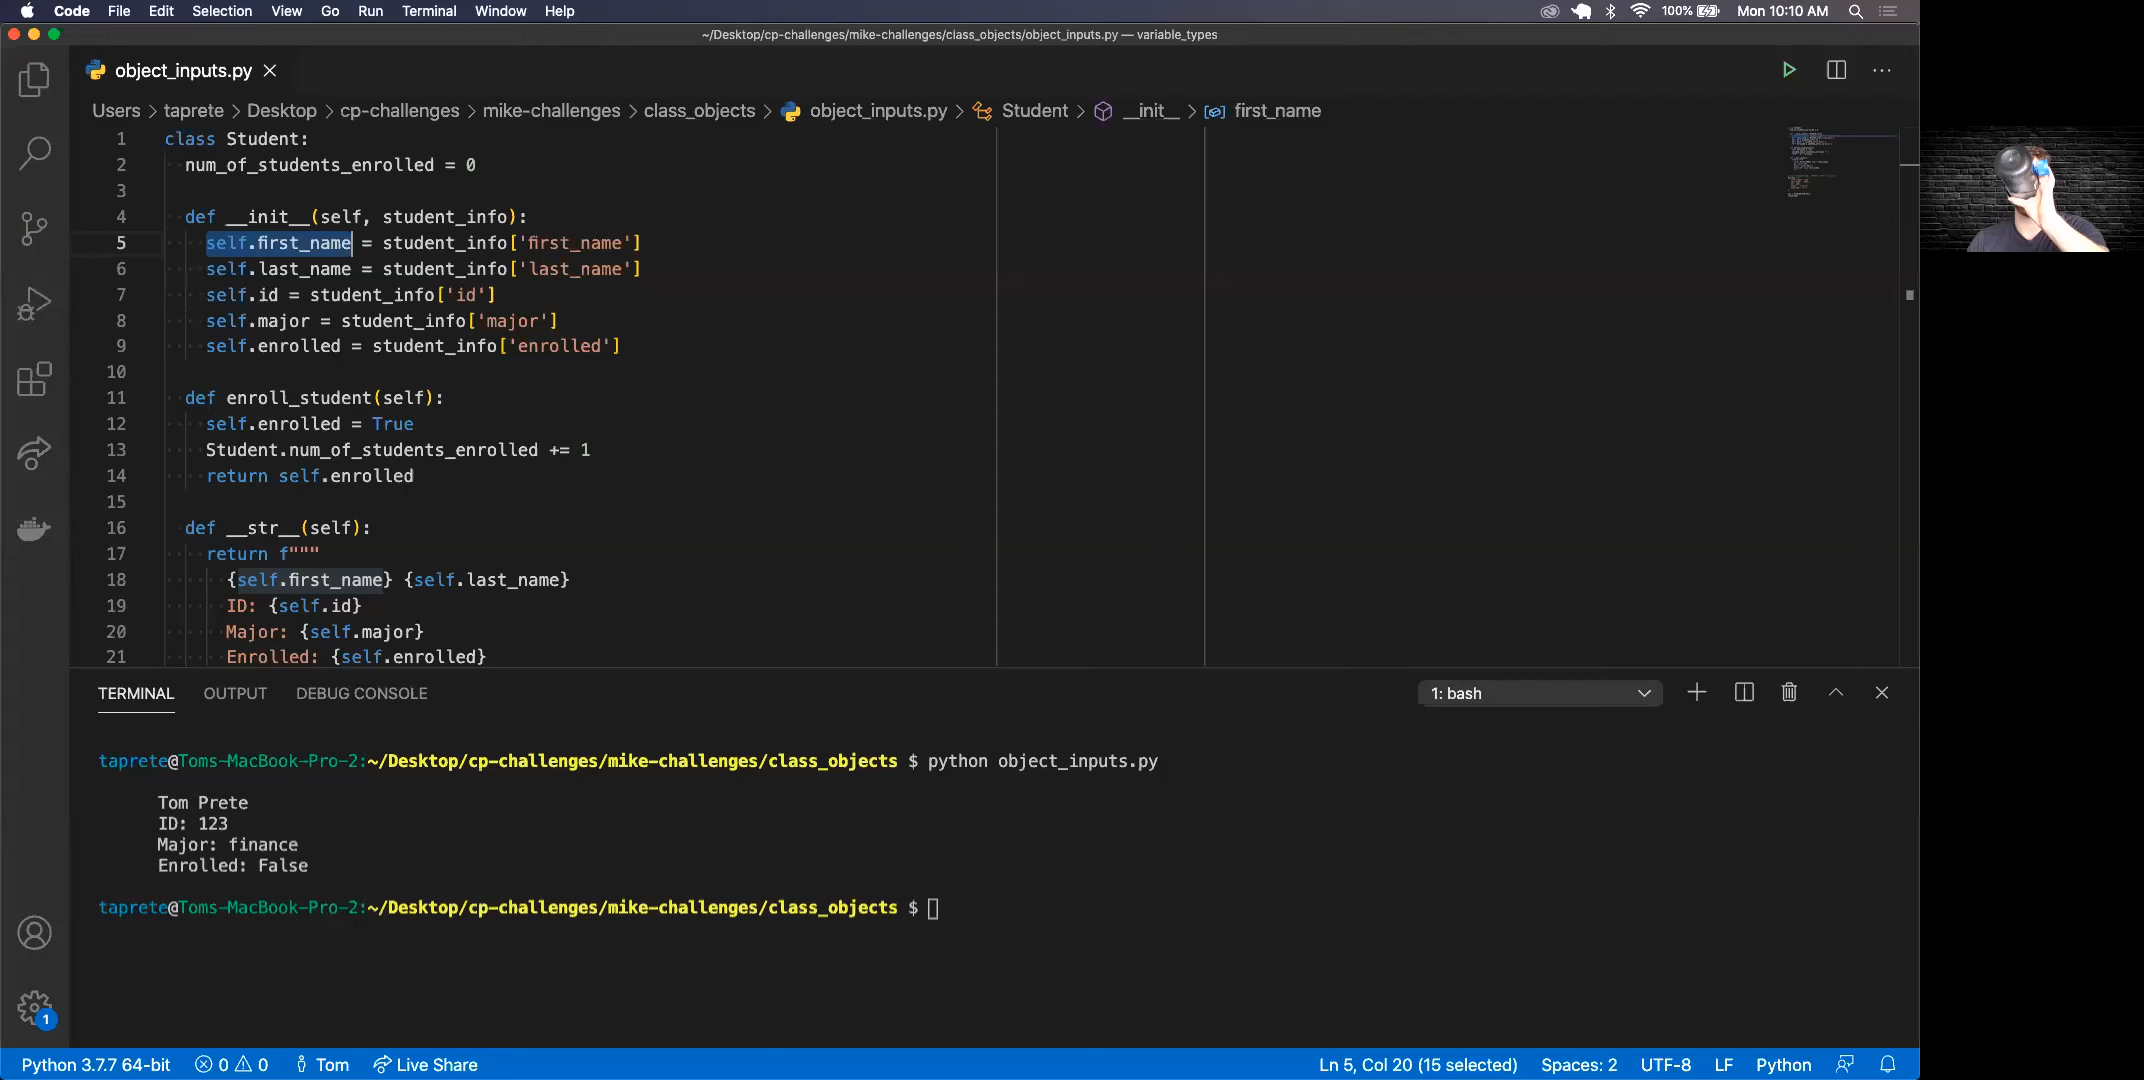 Code File Edit Selection View Go Run Terminal Window Help 100% Mon 10:10 AM
~/Desktop/cp-challenges/mike-challenges/class_objects/object_inputs.py — variable_types
object_inputs.py
Users > taprete > Desktop > cp-challenges > mike-challenges > class_objects > object_inputs.py > Student > __init__ > first_name
1 class Student:
2 num_of_students_enrolled = 0
3
4 def __init__(self, student_info):
5 self.first_name = student_info['first_name']
6 self.last_name = student_info['last_name']
7 self.id = student_info['id']
8 self.major = student_info['major']
9 self.enrolled = student_info['enrolled']
10
11 def enroll_student(self):
12 self.enrolled = True
13 Student.num_of_students_enrolled += 1
14 return self.enrolled
15
16 def __str__(self):
17 return f"""
18 {self.first_name} {self.last_name}
19 ID: {self.id}
20 Major: {self.major}
21 Enrolled: {self.enrolled}
TERMINAL OUTPUT DEBUG CONSOLE 1: bash
taprete@Toms-MacBook-Pro-2:~/Desktop/cp-challenges/mike-challenges/class_objects $ python object_inputs.py
Tom Prete
ID: 123
Major: finance
Enrolled: False
taprete@Toms-MacBook-Pro-2:~/Desktop/cp-challenges/mike-challenges/class_objects $
1
Python 3.7.7 64-bit 0 0 Tom Live Share Ln 5, Col 20 (15 selected) Spaces: 2 UTF-8 LF Python